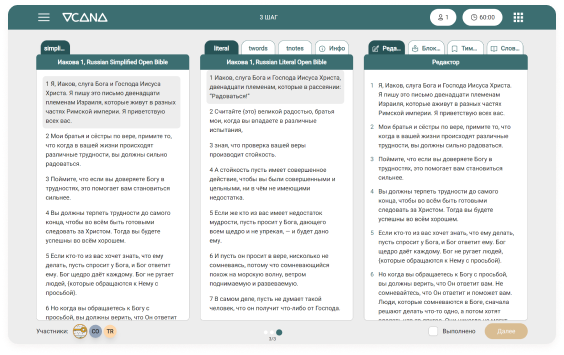 VCANA
3 ШАГ
1
60:00
simpli...
Иакова 1, Russian Simplified Open Bible
1 Я, Иаков, слуга Бога и Господа Иисуса
Христа. Я пишу это письмо двенадцати
племенам Израиля, которые живут в разных
частях Римской империи. Я приветствую
всех вас.
2 Мои братья и сёстры по вере, примите то,
что когда в вашей жизни происходят
различные трудности, вы должны сильно
радоваться.
3 Поймите, что если вы доверяете Богу в
трудностях, это помогает вам становиться
сильнее.
4 Вы должны терпеть трудности до самого
конца, чтобы во всём быть готовыми
следовать за Христом. Тогда вы будете
успешны во всём хорошем.
5 Если кто-то из вас хочет знать, что ему
делать, пусть спросит у Бога, и Бог ответит
ему. Бог щедро даёт каждому. Бог не ругает
людей, (которые обращаются к Нему с
просьбой).
6 Но когда вы обращаетесь к Богу с
просьбой, вы должны верить, что Он ответит
literal
twords
tnotes
Инфо
Иакова 1, Russian Literal Open Bible
1 Иаков, слуга Бога и Господа Иисуса Христа,
двенадцати племенам, которые в рассеянии:
"Радоваться!"
2 Считайте (это) великой радостью, братья
мои, когда вы впадаете в различные
испытания,
3 зная, что проверка вашей веры
производит стойкость.
4 А стойкость пусть имеет совершенное
действие, чтобы вы были совершенными и
цельными, ни в чём не имеющими
недостатка.
5 Если же кто из вас имеет недостаток
мудрости, пусть просит у Бога, дающего
всем щедро и не упрекая, — и будет дано
ему.
6 И пусть он просит в вере, нисколько не
сомневаясь, потому что сомневающийся
похож на морскую волну, ветром
поднимаемую и развеваемую.
7 В самом деле, пусть не думает такой
человек, что он получит что-либо от Господа.
Реда...
Блок...
Тим...
Слов...
Редактор
1 Я, Иаков, слуга Бога и Господа Иисуса Христа.
Я пишу это письмо двенадцати племенам
Израиля, которые живут в разных частях
Римской империи. Я приветствую всех вас.
2 Мои братья и сёстры по вере, примите то, что
когда в вашей жизни происходят различные
трудности, вы должны сильно радоваться.
3 Поймите, что если вы доверяете Богу в
трудностях, это помогает вам становиться
сильнее.
4 Вы должны терпеть трудности до самого
конца, чтобы во всём быть готовыми
следовать за Христом. Тогда вы будете
успешны во всём хорошем.
5 Если кто-то из вас хочет знать, что ему делать,
пусть спросит у Бога, и Бог ответит ему. Бог
щедро даёт каждому. Бог не ругает людей,
(которые обращаются к Нему с просьбой).
6 Но когда вы обращаетесь к Богу с просьбой,
вы должны верить, что Он ответит вам. Не
сомневайтесь, что Он ответит и поможет вам.
Люди, которые сомневаются в Боге, сначала
решают делать что-то одно, а потом хотят
Участники:
CO
TR
3/3
Выполнено
Далее